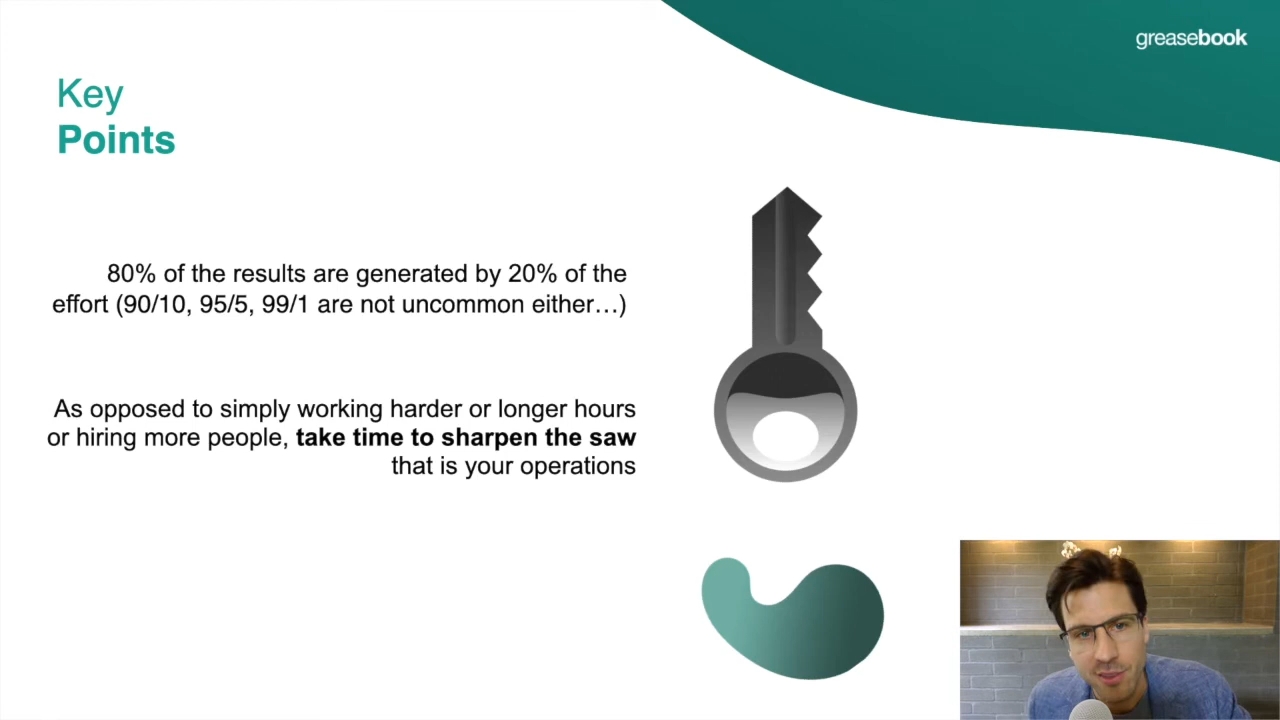 greasebook
Key
Points
80% of the results are generated by 20% of the
effort (90/10, 95/5, 99/1 are not uncommon either…)
As opposed to simply working harder or longer hours
or hiring more people, take time to sharpen the saw
that is your operations